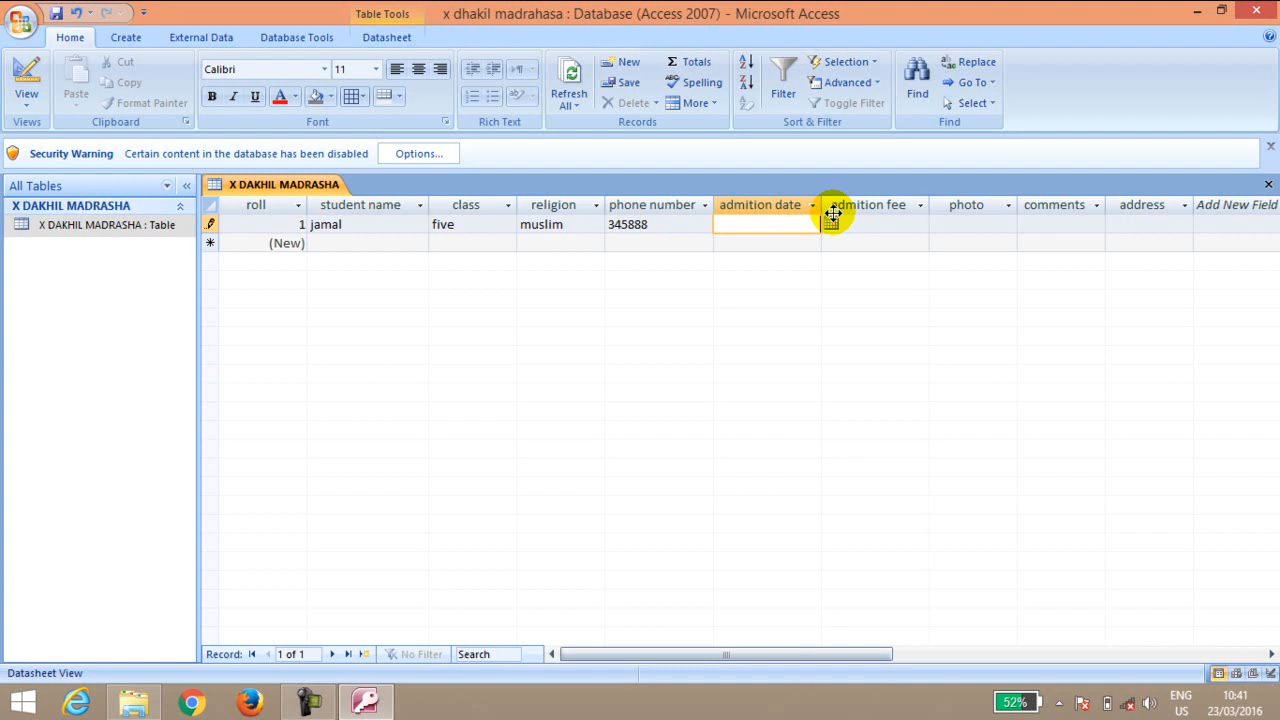 Table Tools
x dhakil madrahasa : Database (Access 2007) - Microsoft Access
Home Create External Data Database Tools Datasheet
View
Views
Paste
Cut
Copy
Format Painter
Clipboard
Calibri 11
B I U A
Font
Rich Text
Refresh All
New
Save
Delete
Totals
Spelling
More
Records
Filter
Selection
Advanced
Toggle Filter
Sort & Filter
Find
Replace
Go To
Select
Find
Security Warning Certain content in the database has been disabled Options...
All Tables
X DAKHIL MADRASHA
X DAKHIL MADRASHA : Table
X DAKHIL MADRASHA
roll student name class religion phone number admition date admition fee photo comments address Add New Field
1 jamal five muslim 345888
(New)
Record: 1 of 1 No Filter Search
Datasheet View
52%
ENG
US
10:41
23/03/2016